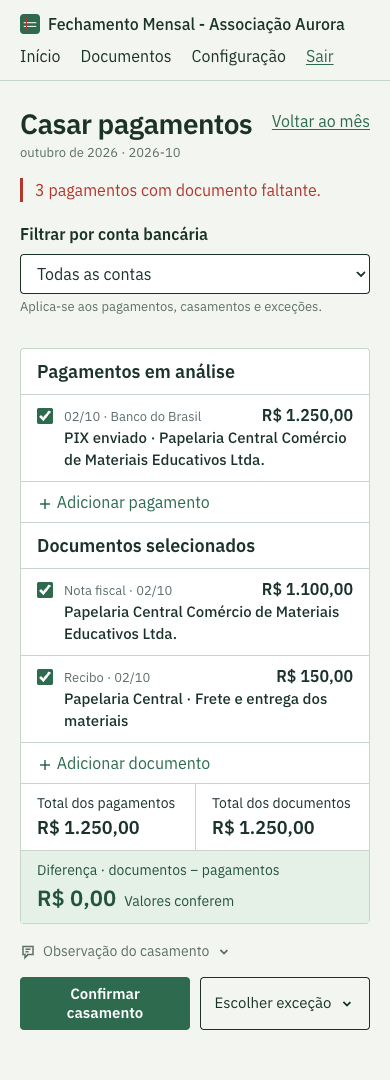 Fechamento Mensal - Associação Aurora
Início Documentos Configuração Sair
Casar pagamentos Voltar ao mês
outubro de 2026 · 2026-10
3 pagamentos com documento faltante.
Filtrar por conta bancária
Todas as contas
Aplica-se aos pagamentos, casamentos e exceções.
Pagamentos em análise
02/10 · Banco do Brasil R$ 1.250,00
PIX enviado · Papelaria Central Comércio
de Materiais Educativos Ltda.
+ Adicionar pagamento
Documentos selecionados
Nota fiscal · 02/10 R$ 1.100,00
Papelaria Central Comércio de Materiais
Educativos Ltda.
Recibo · 02/10 R$ 150,00
Papelaria Central · Frete e entrega dos
materiais
+ Adicionar documento
Total dos pagamentos Total dos documentos
R$ 1.250,00 R$ 1.250,00
Diferença · documentos − pagamentos
R$ 0,00 Valores conferem
Observação do casamento
Confirmar
casamento
Escolher exceção